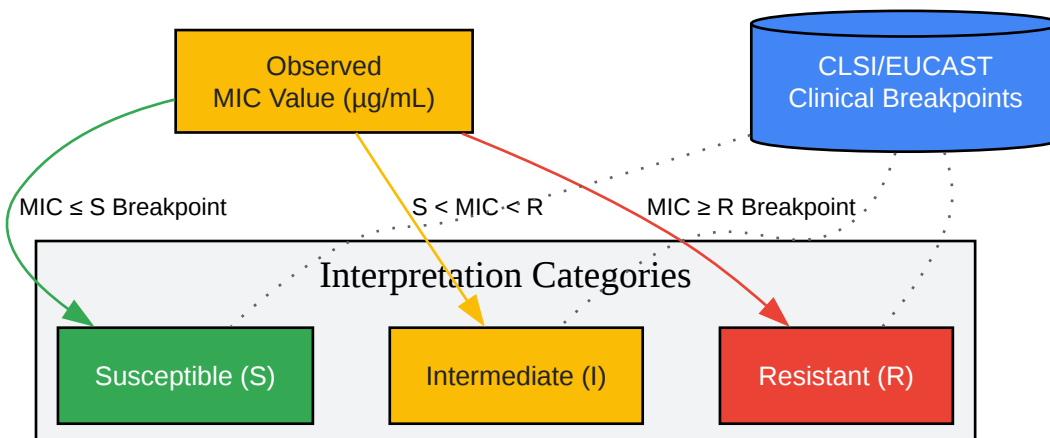 Observed
MIC Value (µg/mL)
CLSI/EUCAST
Clinical Breakpoints
MIC ≤ S Breakpoint
S < MIC < R
MIC ≥ R Breakpoint
Interpretation Categories
Susceptible (S)
Intermediate (I)
Resistant (R)